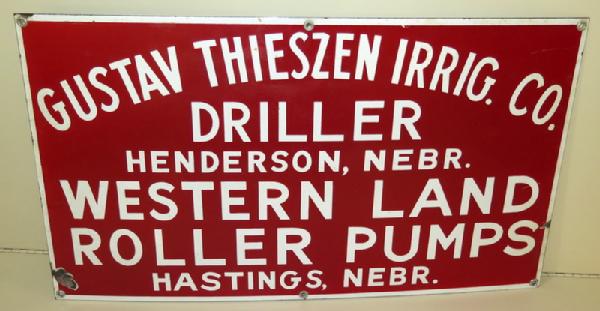 GUSTAV THIESZEN IRRIG. CO.
DRILLER
HENDERSON, NEBR.
WESTERN LAND
ROLLER PUMPS
HASTINGS, NEBR.